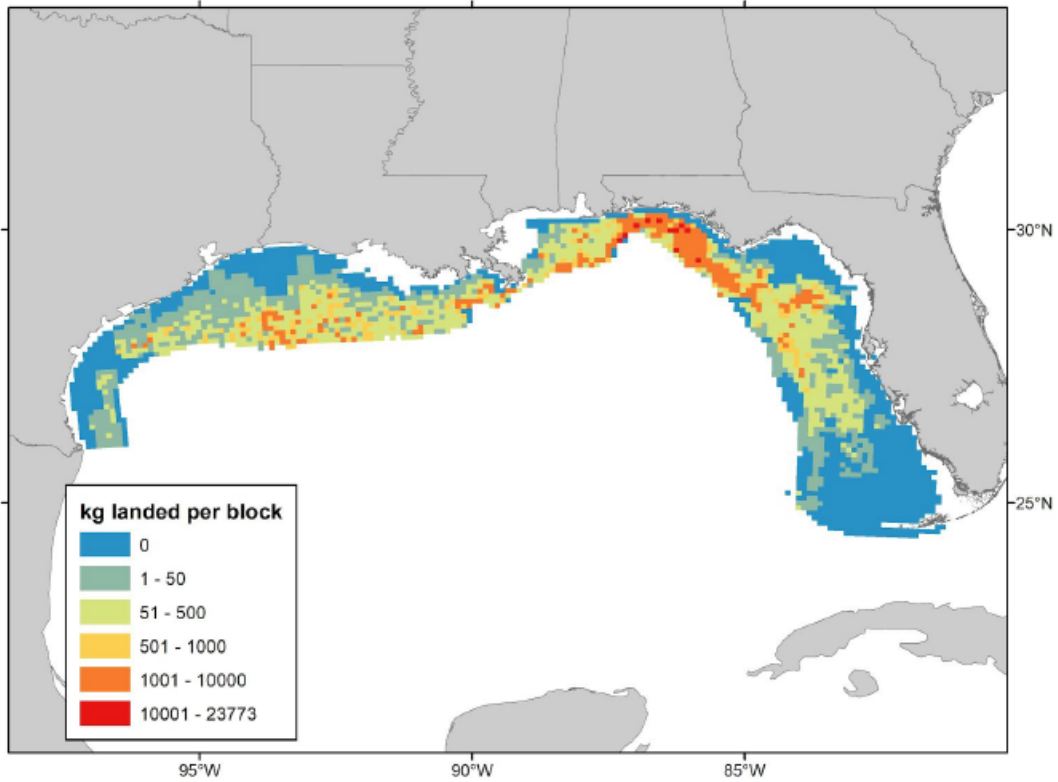 30°N
25°N
kg landed per block
0
1 - 50
51 - 500
501 - 1000
1001 - 10000
10001 - 23773
95°W
90°W
85°W